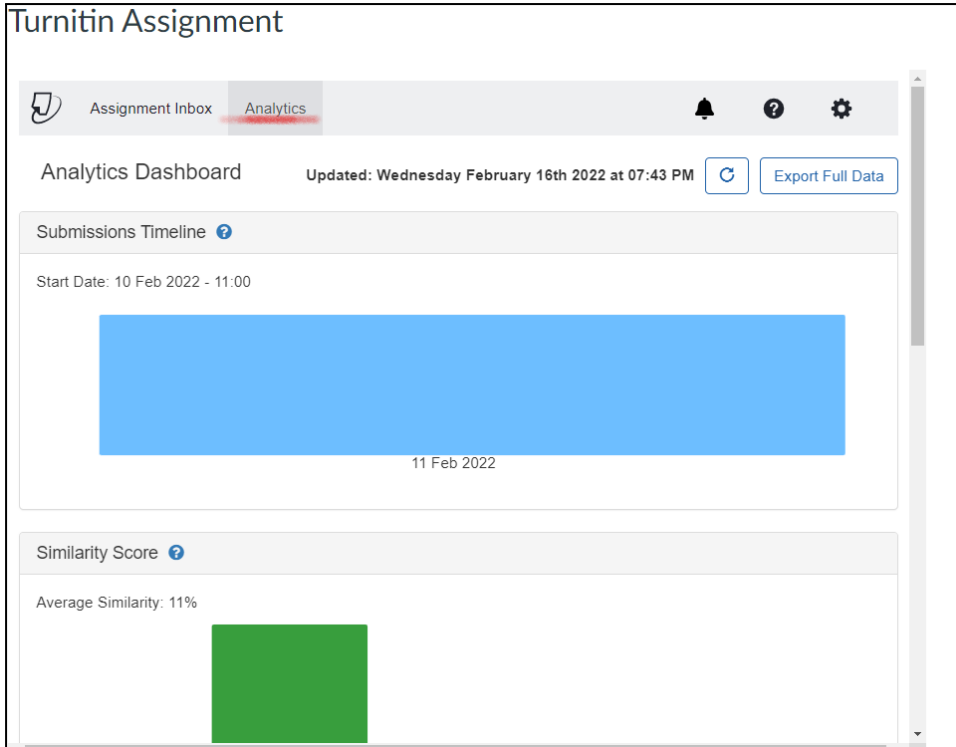 Turnitin Assignment
Assignment Inbox Analytics
Analytics Dashboard Updated: Wednesday February 16th 2022 at 07:43 PM Export Full Data
Submissions Timeline
Start Date: 10 Feb 2022 - 11:00
11 Feb 2022
Similarity Score
Average Similarity: 11%